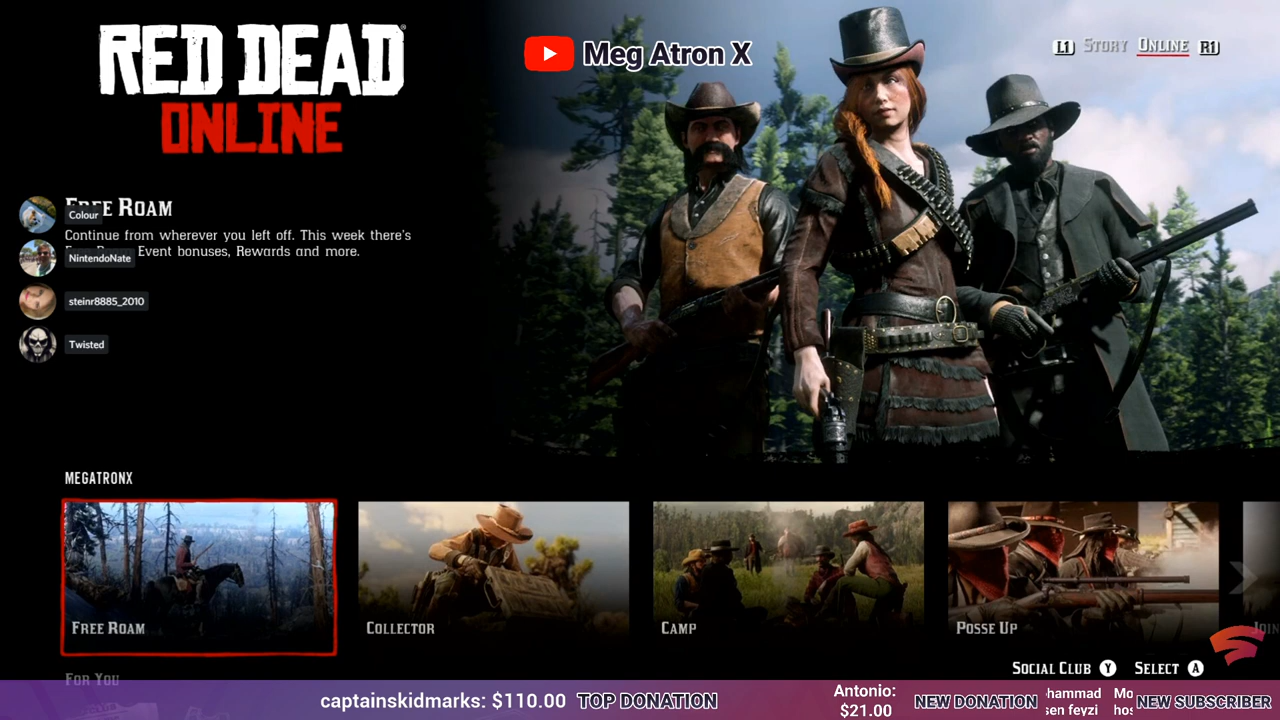 RED DEAD
ONLINE
Meg Atron X
L1 STORY ONLINE R1
FREE ROAM
Colour
Continue from wherever you left off. This week there's
Event bonuses, Rewards and more.
NintendoNate
steinr8885_2010
Twisted
MEGATRONX
FREE ROAM
COLLECTOR
CAMP
POSSE UP
SOCIAL CLUB Y SELECT A
FOR YOU
captainskidmarks: $110.00 TOP DONATION
Antonio:
$21.00
NEW DONATION
NEW SUBSCRIBER